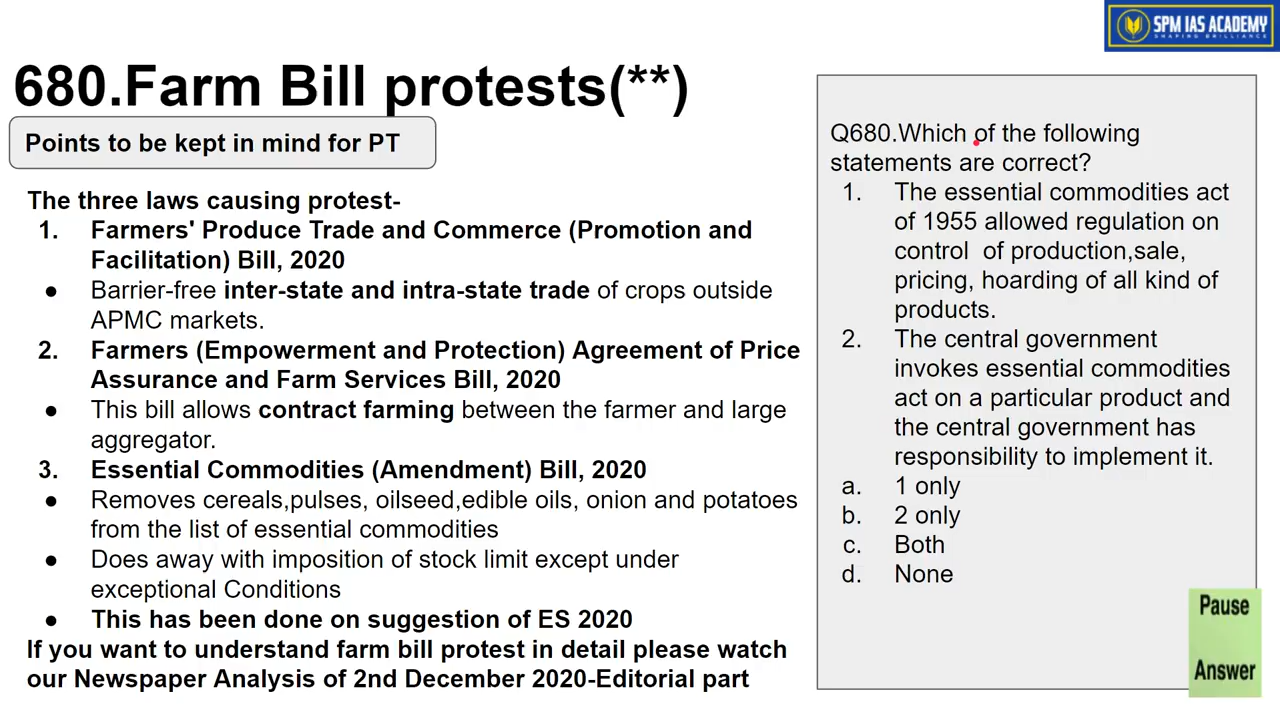 SPM IAS ACADEMY
SHAPING BRILLIANCE
680.Farm Bill protests(**)
Points to be kept in mind for PT
The three laws causing protest-
1. Farmers' Produce Trade and Commerce (Promotion and
Facilitation) Bill, 2020
● Barrier-free inter-state and intra-state trade of crops outside
APMC markets.
2. Farmers (Empowerment and Protection) Agreement of Price
Assurance and Farm Services Bill, 2020
● This bill allows contract farming between the farmer and large
aggregator.
3. Essential Commodities (Amendment) Bill, 2020
● Removes cereals,pulses, oilseed,edible oils, onion and potatoes
from the list of essential commodities
● Does away with imposition of stock limit except under
exceptional Conditions
● This has been done on suggestion of ES 2020
If you want to understand farm bill protest in detail please watch
our Newspaper Analysis of 2nd December 2020-Editorial part
Q680.Which of the following
statements are correct?
1. The essential commodities act
of 1955 allowed regulation on
control of production,sale,
pricing, hoarding of all kind of
products.
2. The central government
invokes essential commodities
act on a particular product and
the central government has
responsibility to implement it.
a. 1 only
b. 2 only
c. Both
d. None
Pause
Answer